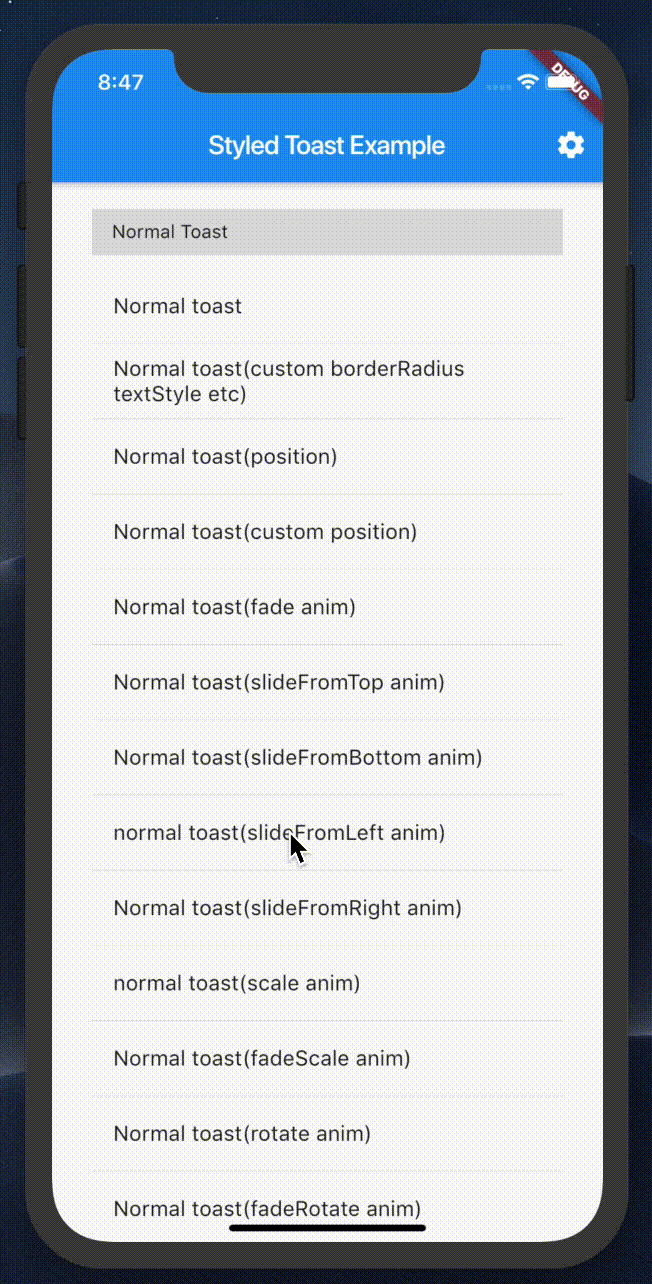 8:47
DEBUG
Styled Toast Example
Normal Toast
Normal toast
Normal toast(custom borderRadius
textStyle etc)
Normal toast(position)
Normal toast(custom position)
Normal toast(fade anim)
Normal toast(slideFromTop anim)
Normal toast(slideFromBottom anim)
normal toast(slideFromLeft anim)
Normal toast(slideFromRight anim)
normal toast(scale anim)
Normal toast(fadeScale anim)
Normal toast(rotate anim)
Normal toast(fadeRotate anim)